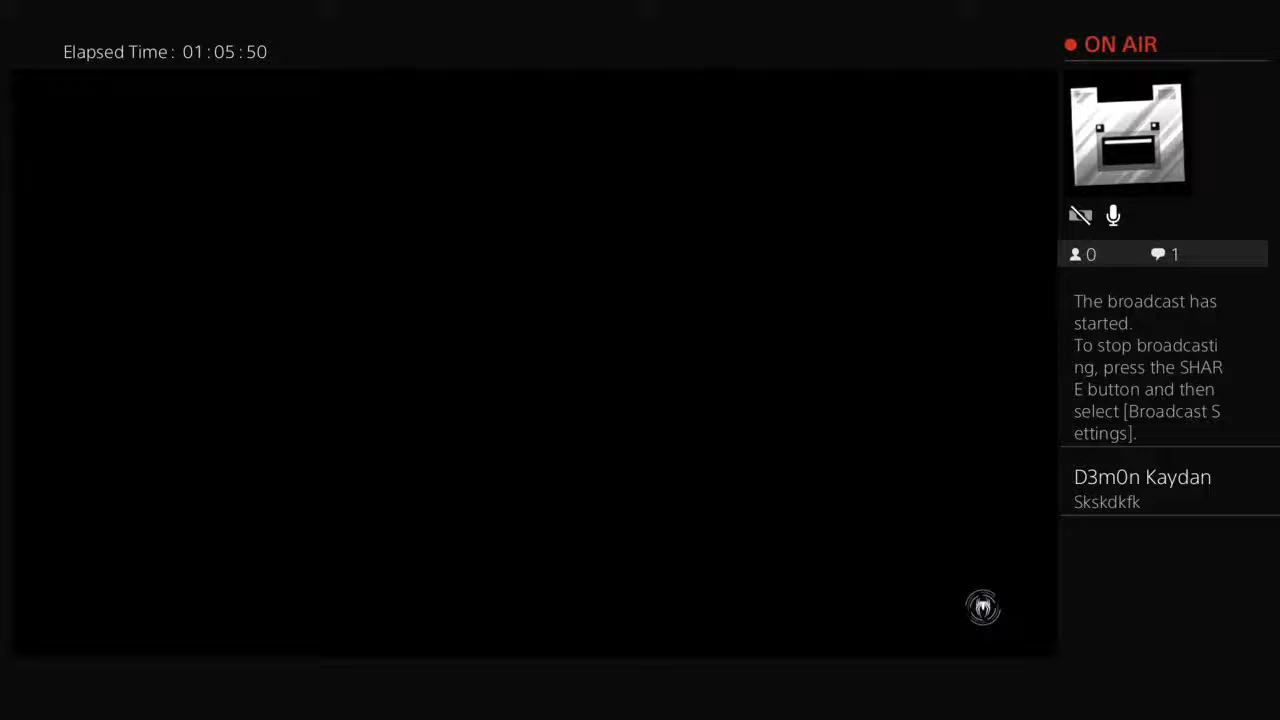 Elapsed Time: 01:05:50
ON AIR
0 1
The broadcast has
started.
To stop broadcasti
ng, press the SHAR
E button and then
select [Broadcast S
ettings].
D3m0n Kaydan
Skskdkfk